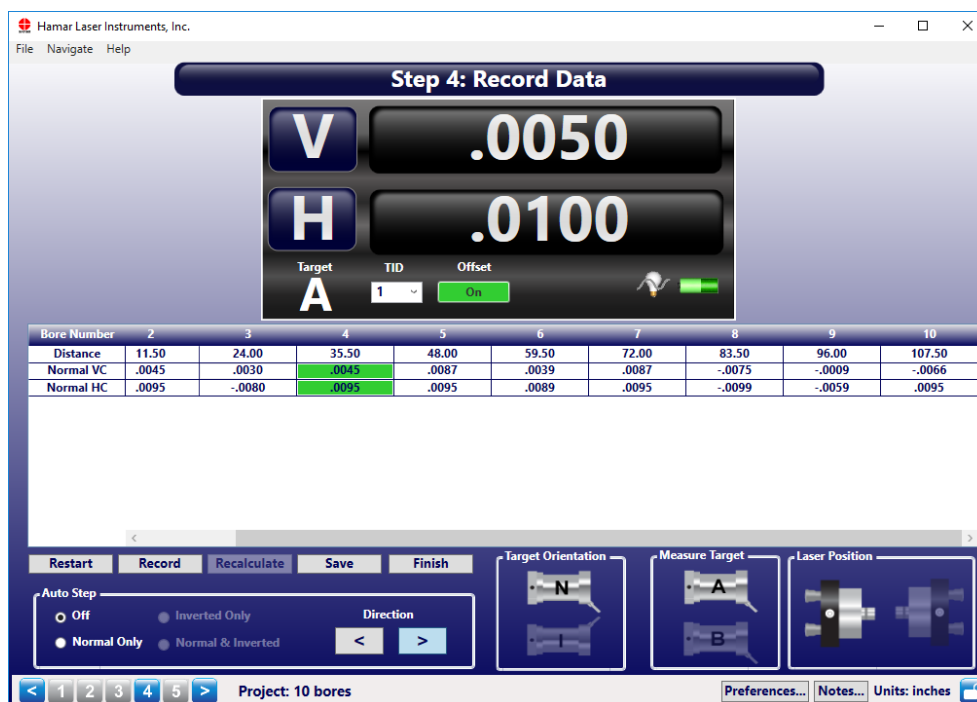 Hamar Laser Instruments, Inc.
File Navigate Help
Step 4: Record Data
V .0050
H .0100
Target TID Offset
A 1 On
Bore Number 2 3 4 5 6 7 8 9 10
Distance 11.50 24.00 35.50 48.00 59.50 72.00 83.50 96.00 107.50
Normal VC .0045 .0030 .0045 .0087 .0039 .0087 -.0075 -.0009 -.0066
Normal HC .0095 -.0080 .0095 .0095 .0089 .0095 -.0099 -.0059 .0095
Restart Record Recalculate Save Finish
Target Orientation Measure Target Laser Position
N A
I B
Auto Step
Off Inverted Only Direction
Normal Only Normal & Inverted < >
< 1 2 3 4 5 > Project: 10 bores Preferences... Notes... Units: inches